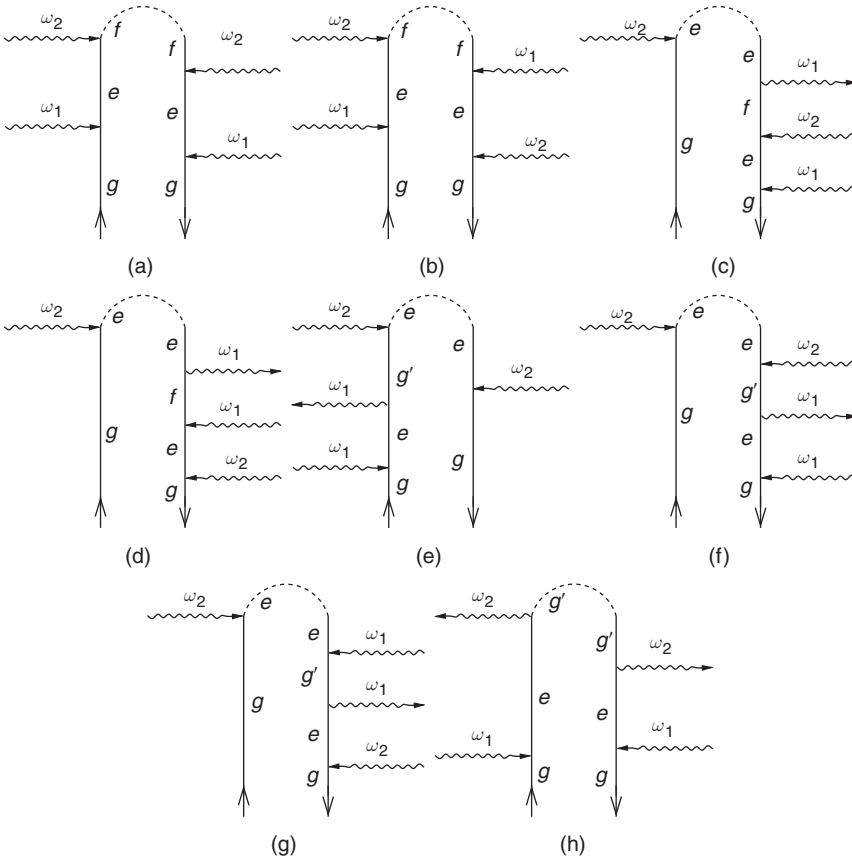 ω2 f f ω2 e e ω1 ω1 g g
(a)
ω2 f f ω1 e e ω1 ω2 g g
(b)
ω2 e e ω1 f ω2 g e ω1 g
(c)
ω2 e e ω1 f ω1 g e ω2 g
(d)
ω2 e e g′ ω2 ω1 e ω1 g g
(e)
ω2 e e ω2 g′ ω1 g e ω1 g
(f)
ω2 e e ω1 g′ ω1 g e ω2 g
(g)
ω2 g′ g′ ω2 e e ω1 ω1 g g
(h)